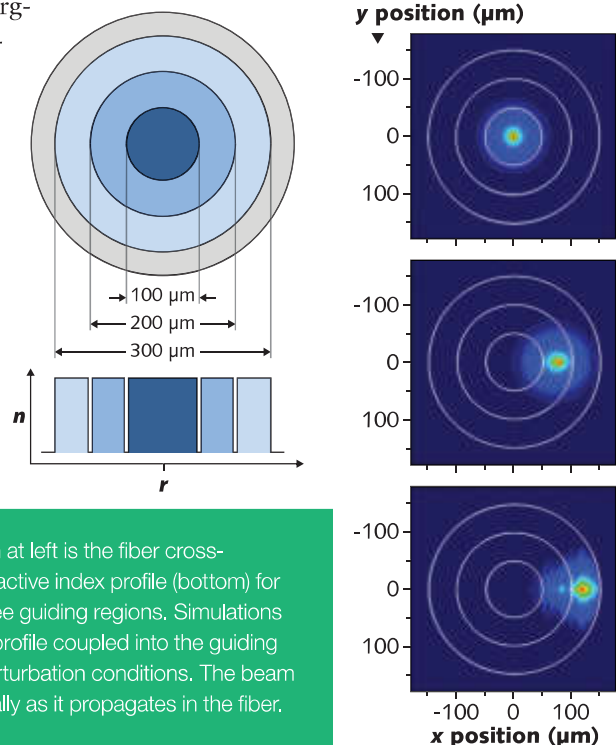 rg-
100 µm
200 µm
300 µm
n
r
y position (µm)
-100
0
100
-100
0
100
-100
0
100
-100 0 100
x position (µm)
n at left is the fiber cross-
active index profile (bottom) for
ee guiding regions. Simulations
profile coupled into the guiding
rturbation conditions. The beam
ally as it propagates in the fiber.